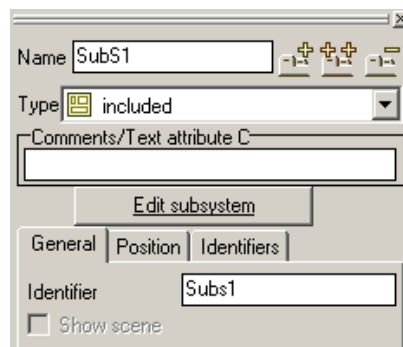 Name SubS1
Type included
Comments/Text attribute C
Edit subsystem
General Position Identifiers
Identifier Subs1
Show scene